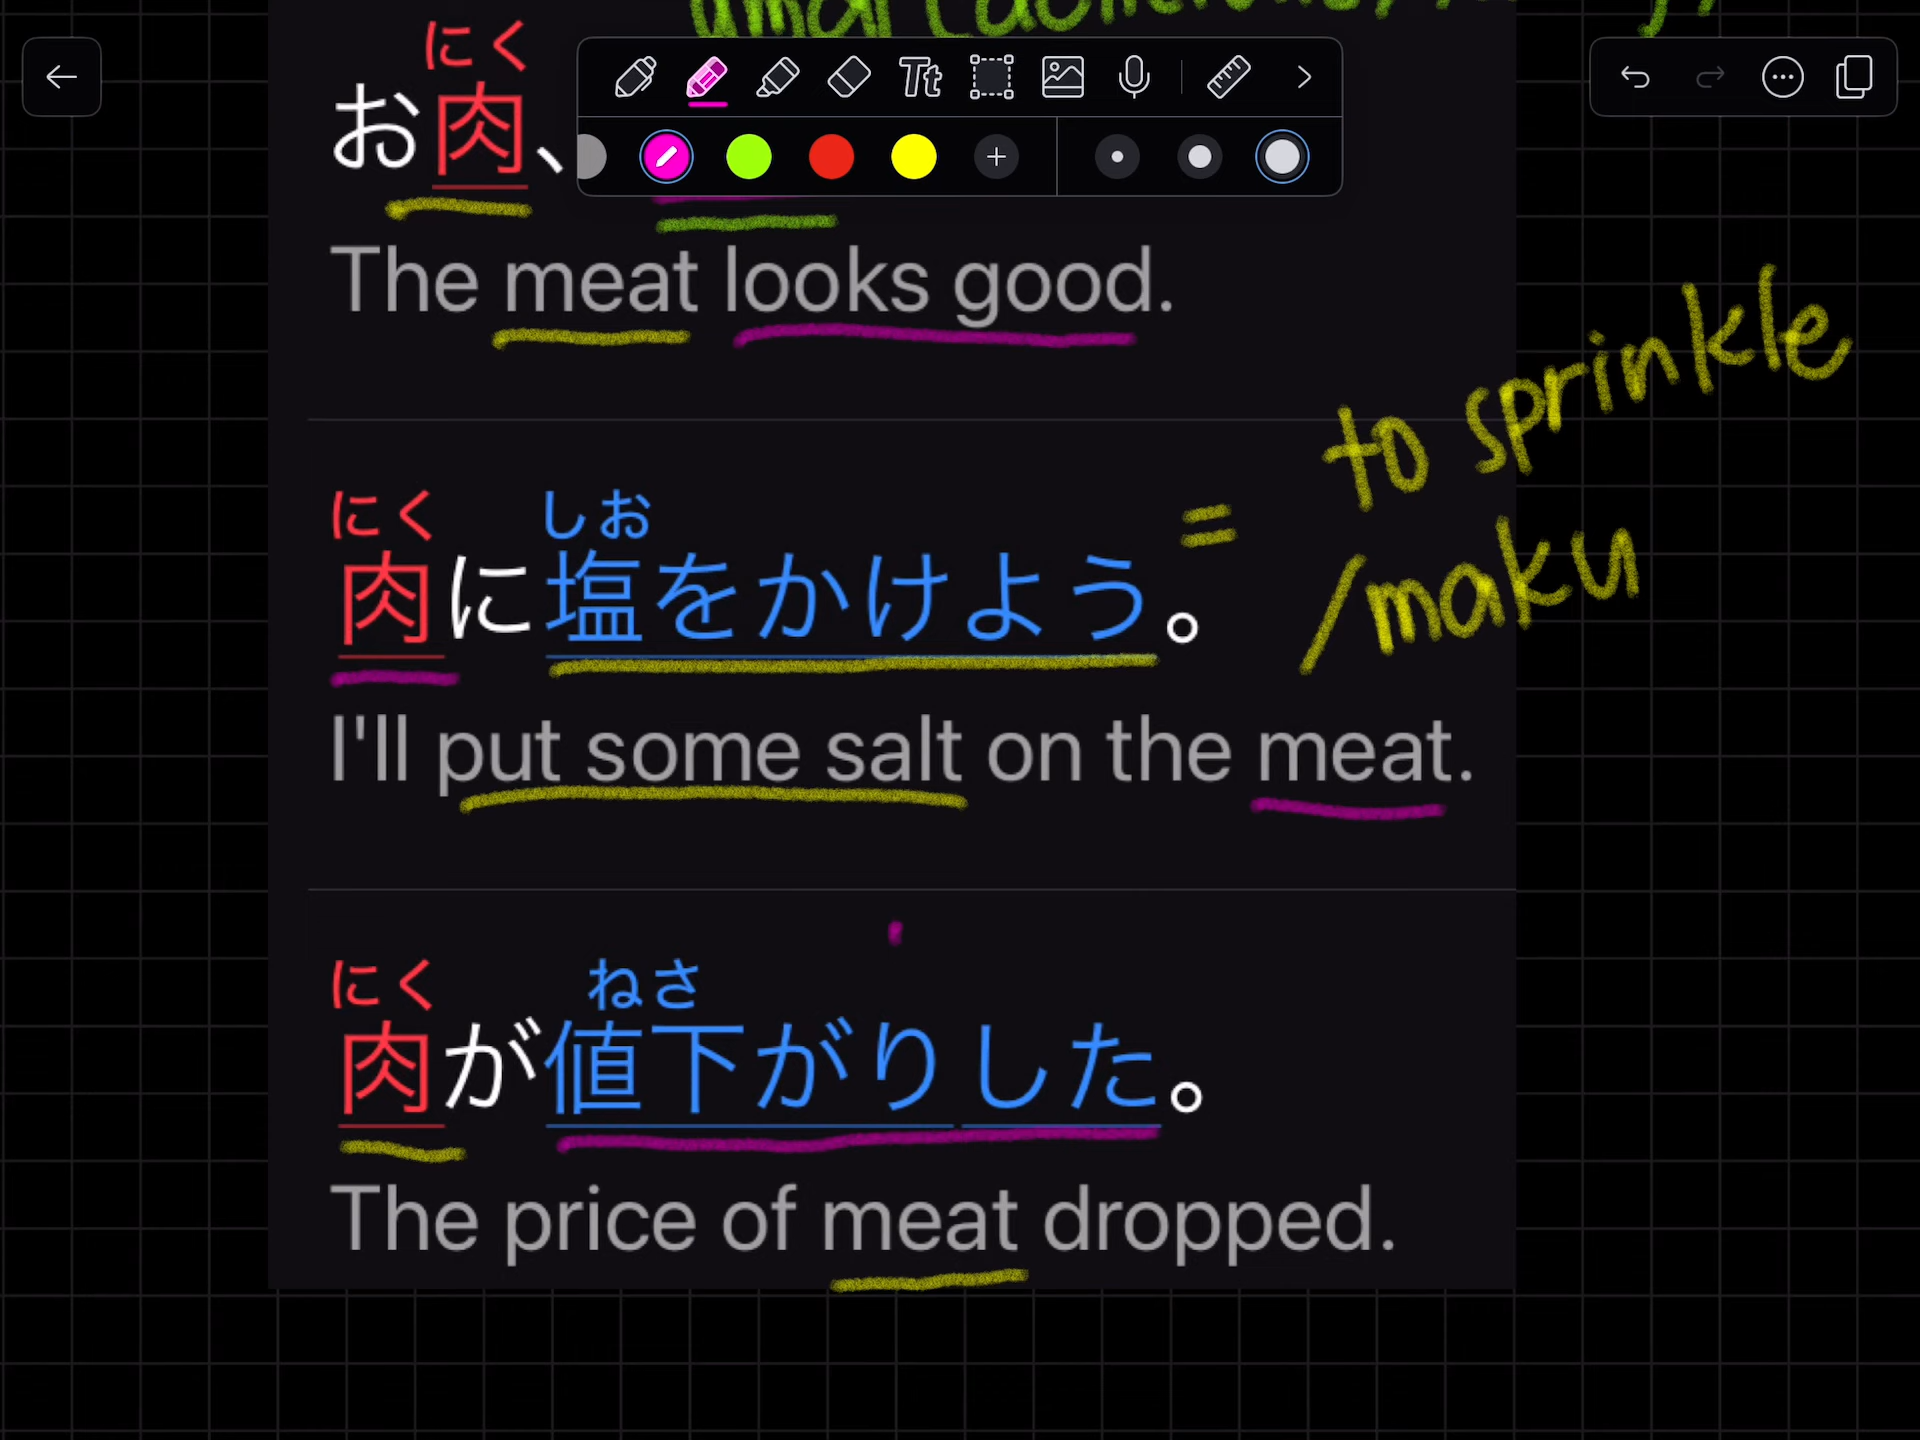 にく
お肉、
Tt
The meat looks good.
to sprinkle
にく しお
肉に塩をかけよう。 =
/maku
I'll put some salt on the meat.
にく ねさ
肉が値下がりした。
The price of meat dropped.